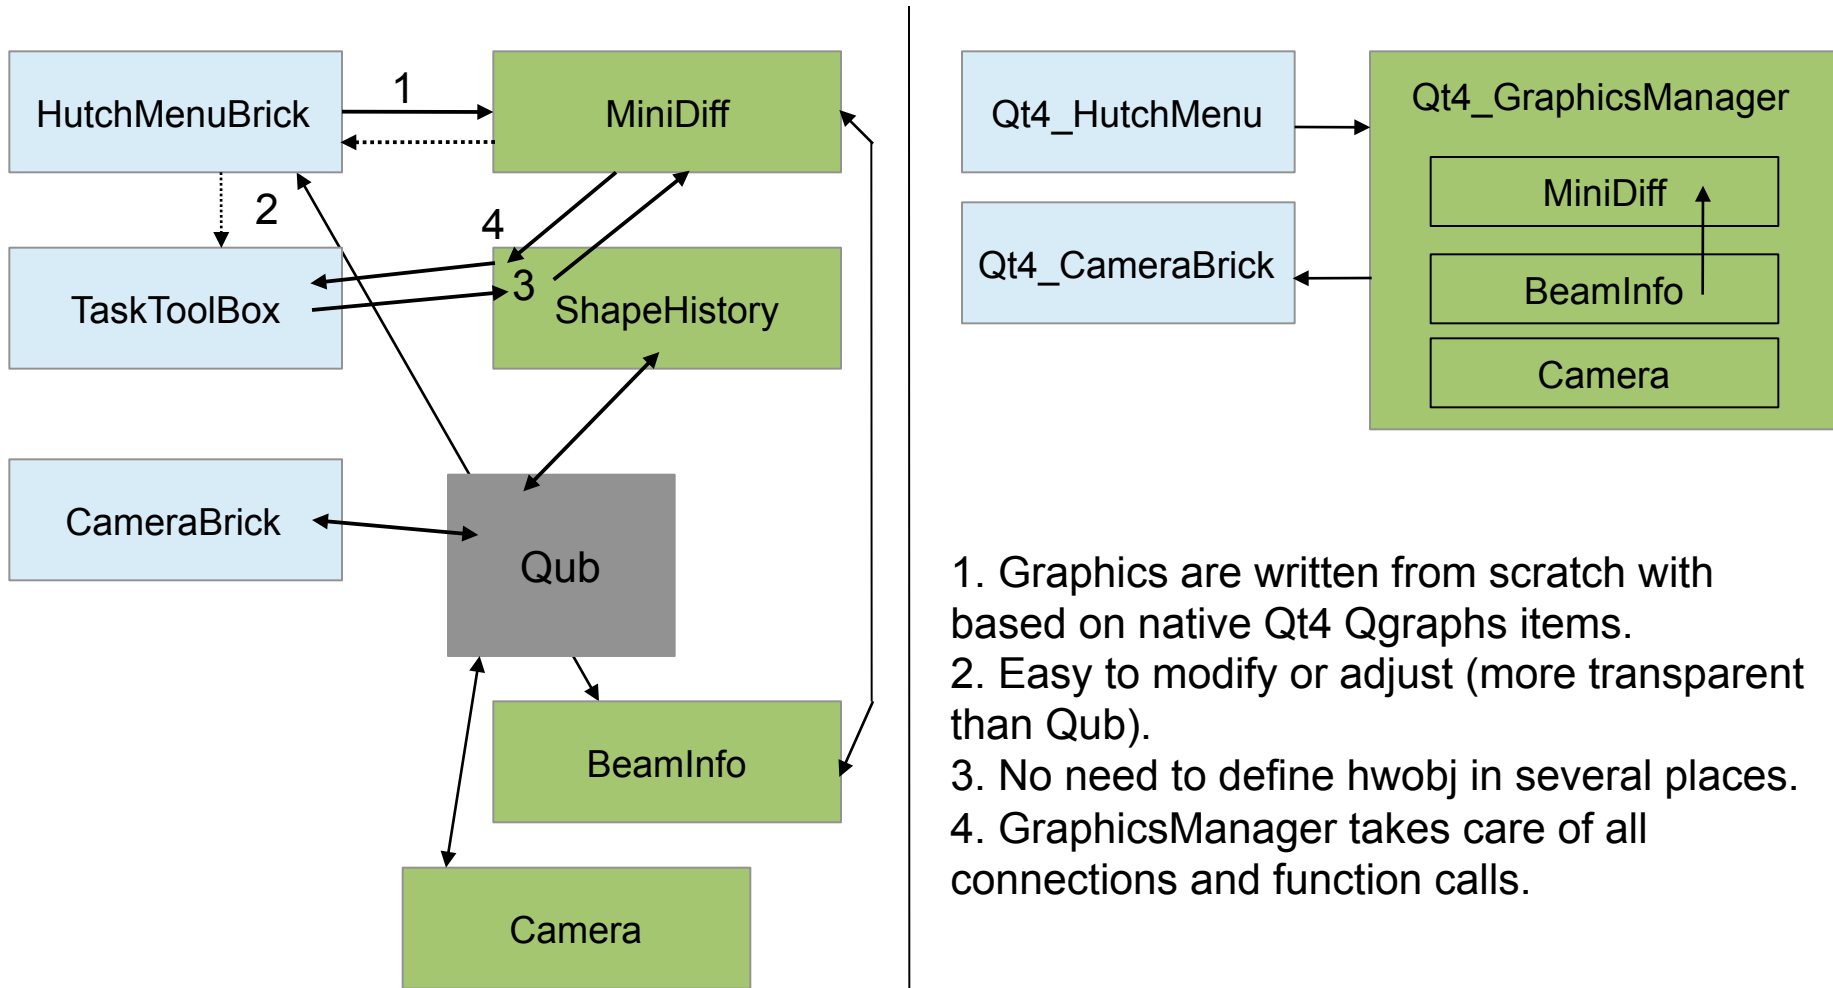 HutchMenuBrick
1
MiniDiff
2
4
TaskToolBox
3
ShapeHistory
CameraBrick
Qub
BeamInfo
Camera
Qt4_HutchMenu
Qt4_GraphicsManager
MiniDiff
Qt4_CameraBrick
BeamInfo
Camera
1. Graphics are written from scratch with
based on native Qt4 Qgraphs items.
2. Easy to modify or adjust (more transparent
than Qub).
3. No need to define hwobj in several places.
4. GraphicsManager takes care of all
connections and function calls.